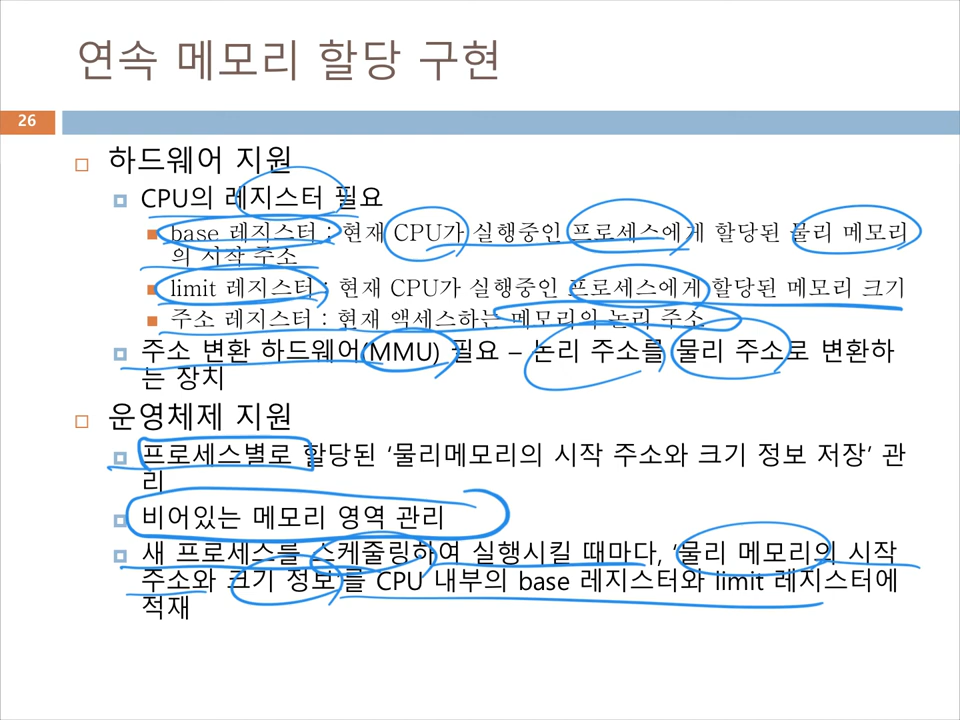 연속 메모리 할당 구현
26
하드웨어 지원
CPU의 레지스터 필요
base 레지스터 : 현재 CPU가 실행중인 프로세스에게 할당된 물리 메모리
의 시작 주소
limit 레지스터 : 현재 CPU가 실행중인 프로세스에게 할당된 메모리 크기
주소 레지스터 : 현재 액세스하는 메모리의 논리 주소
주소 변환 하드웨어(MMU) 필요 – 논리 주소를 물리 주소로 변환하
는 장치
운영체제 지원
프로세스별로 할당된 ‘물리메모리의 시작 주소와 크기 정보 저장’ 관
리
비어있는 메모리 영역 관리
새 프로세스를 스케줄링하여 실행시킬 때마다, ‘물리 메모리의 시작
주소와 크기 정보’를 CPU 내부의 base 레지스터와 limit 레지스터에
적재